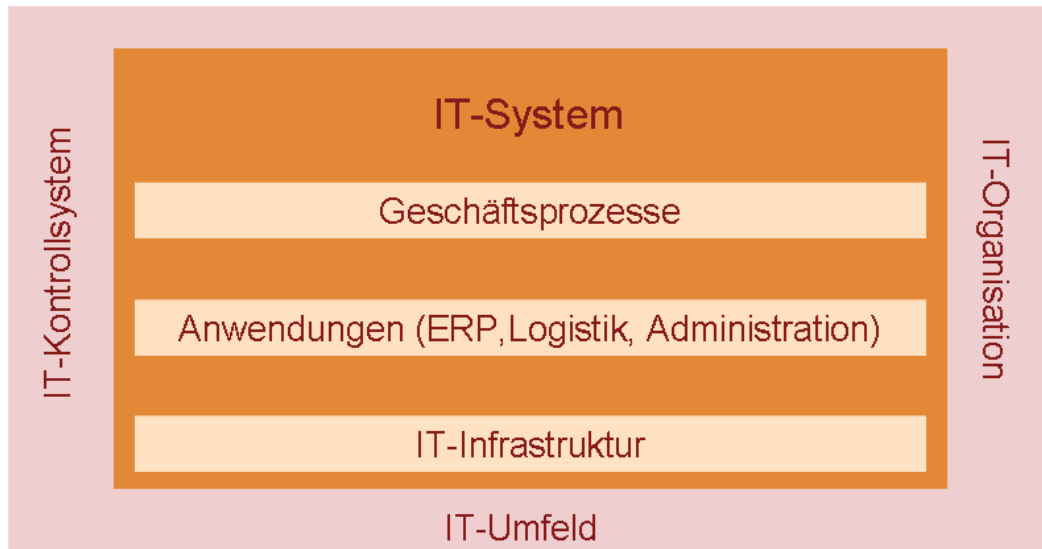 IT-System
IT-Kontrollsystem
Geschäftsprozesse
Anwendungen (ERP,Logistik, Administration)
IT-Infrastruktur
IT-Organisation
IT-Umfeld